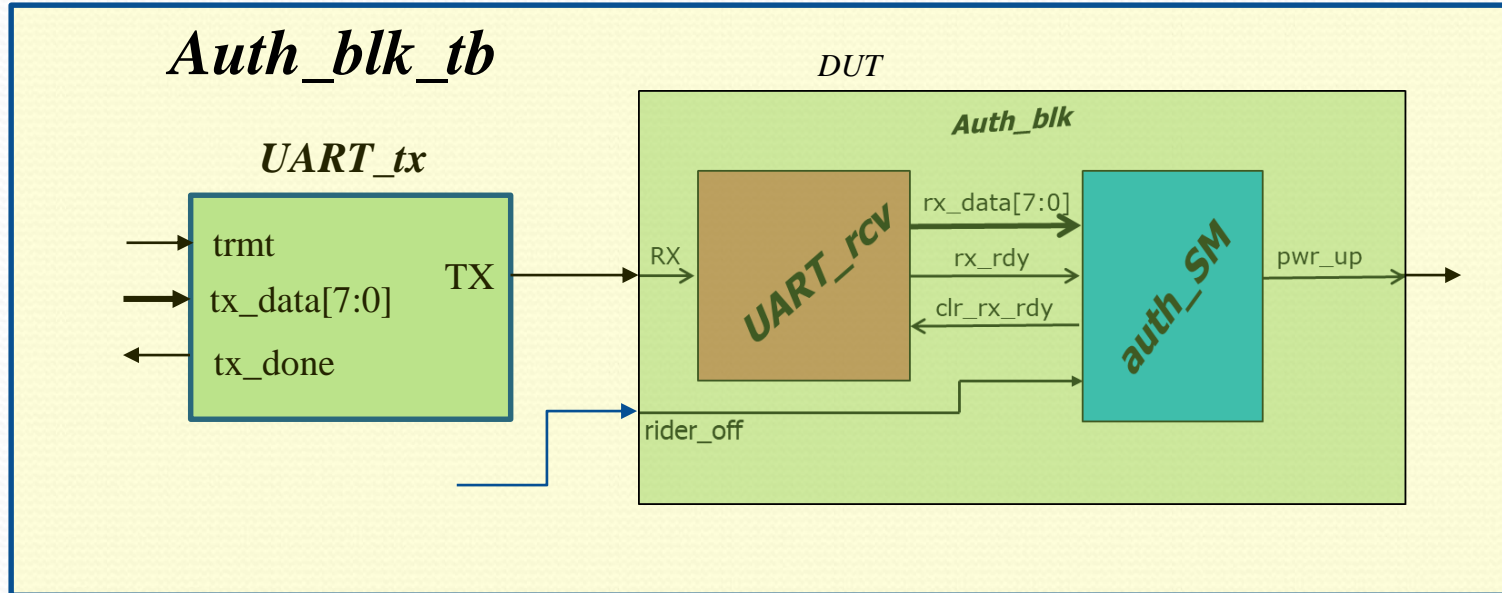 Auth_blk_tb
DUT
Auth_blk
UART_tx
trmt
TX
tx_data[7:0]
tx_done
RX
UART_rcv
rx_data[7:0]
rx_rdy
clr_rx_rdy
auth_SM
pwr_up
rider_off